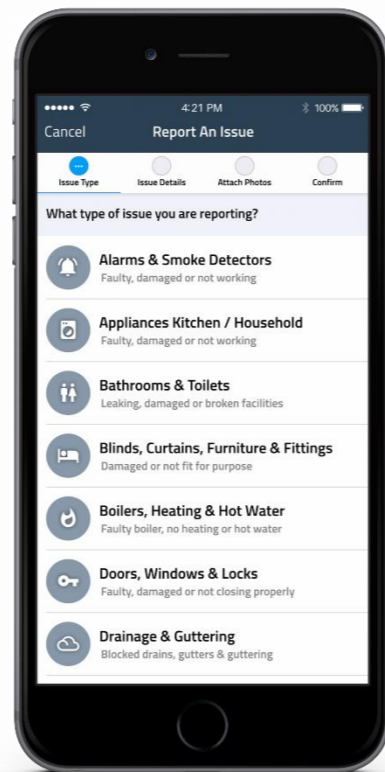 4:21 PM 100%
Cancel Report An Issue
Issue Type Issue Details Attach Photos Confirm
What type of issue you are reporting?
Alarms & Smoke Detectors
Faulty, damaged or not working
Appliances Kitchen / Household
Faulty, damaged or not working
Bathrooms & Toilets
Leaking, damaged or broken facilities
Blinds, Curtains, Furniture & Fittings
Damaged or not fit for purpose
Boilers, Heating & Hot Water
Faulty boiler, no heating or hot water
Doors, Windows & Locks
Faulty, damaged or not closing properly
Drainage & Guttering
Blocked drains, gutters & guttering